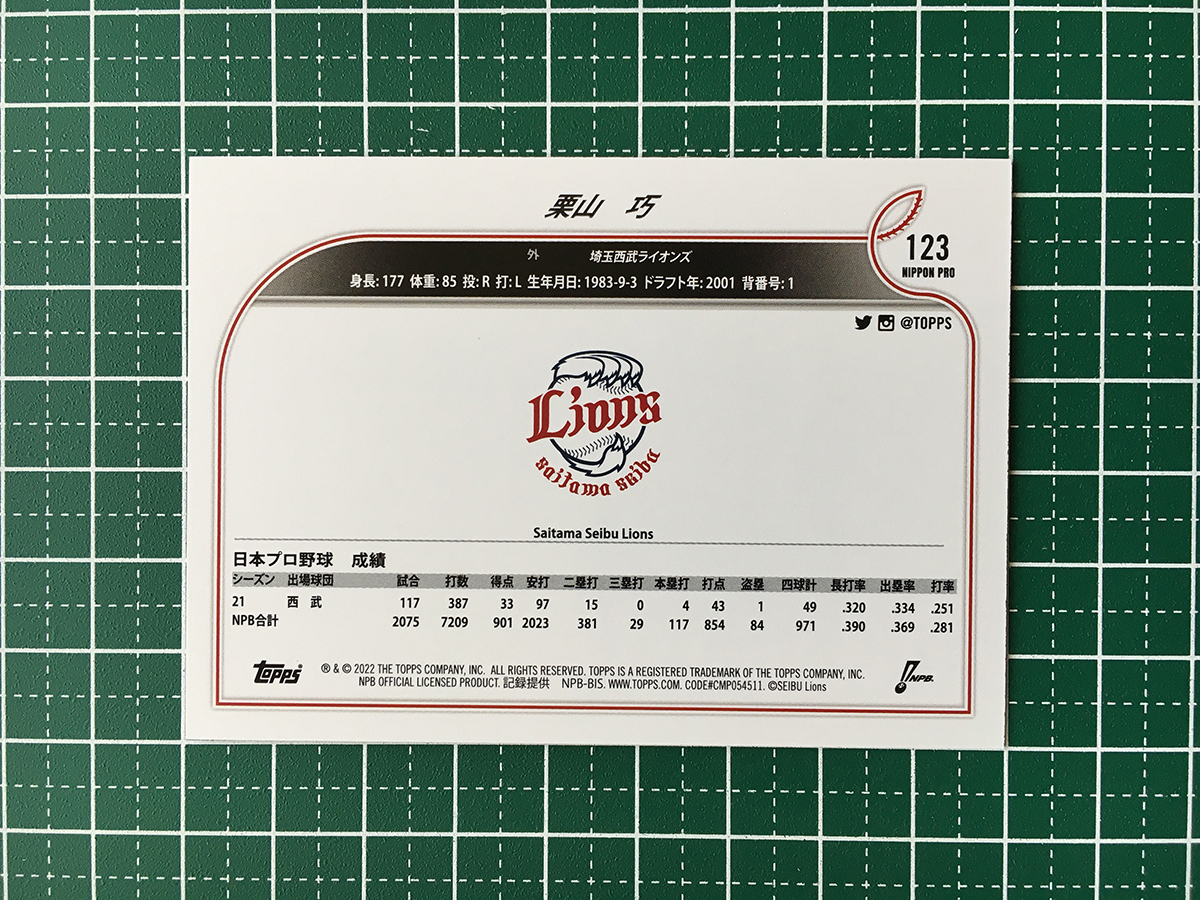 栗山 巧
123
NIPPON PRO
外 埼玉西武ライオンズ
身長: 177 体重: 85 投: R 打: L 生年月日: 1983-9-3 ドラフト年: 2001 背番号: 1
@TOPPS
Lions
saitama seibu
Saitama Seibu Lions
日本プロ野球 成績
シーズン 出場球団 試合 打数 得点 安打 二塁打 三塁打 本塁打 打点 盗塁 四球計 長打率 出塁率 打率
21 西 武 117 387 33 97 15 0 4 43 1 49 .320 .334 .251
NPB合計 2075 7209 901 2023 381 29 117 854 84 971 .390 .369 .281
topps
® & © 2022 THE TOPPS COMPANY, INC. ALL RIGHTS RESERVED. TOPPS IS A REGISTERED TRADEMARK OF THE TOPPS COMPANY, INC.
NPB OFFICIAL LICENSED PRODUCT. 記録提供 NPB-BIS. WWW.TOPPS.COM. CODE#CMP054511. ©SEIBU Lions
NPB.